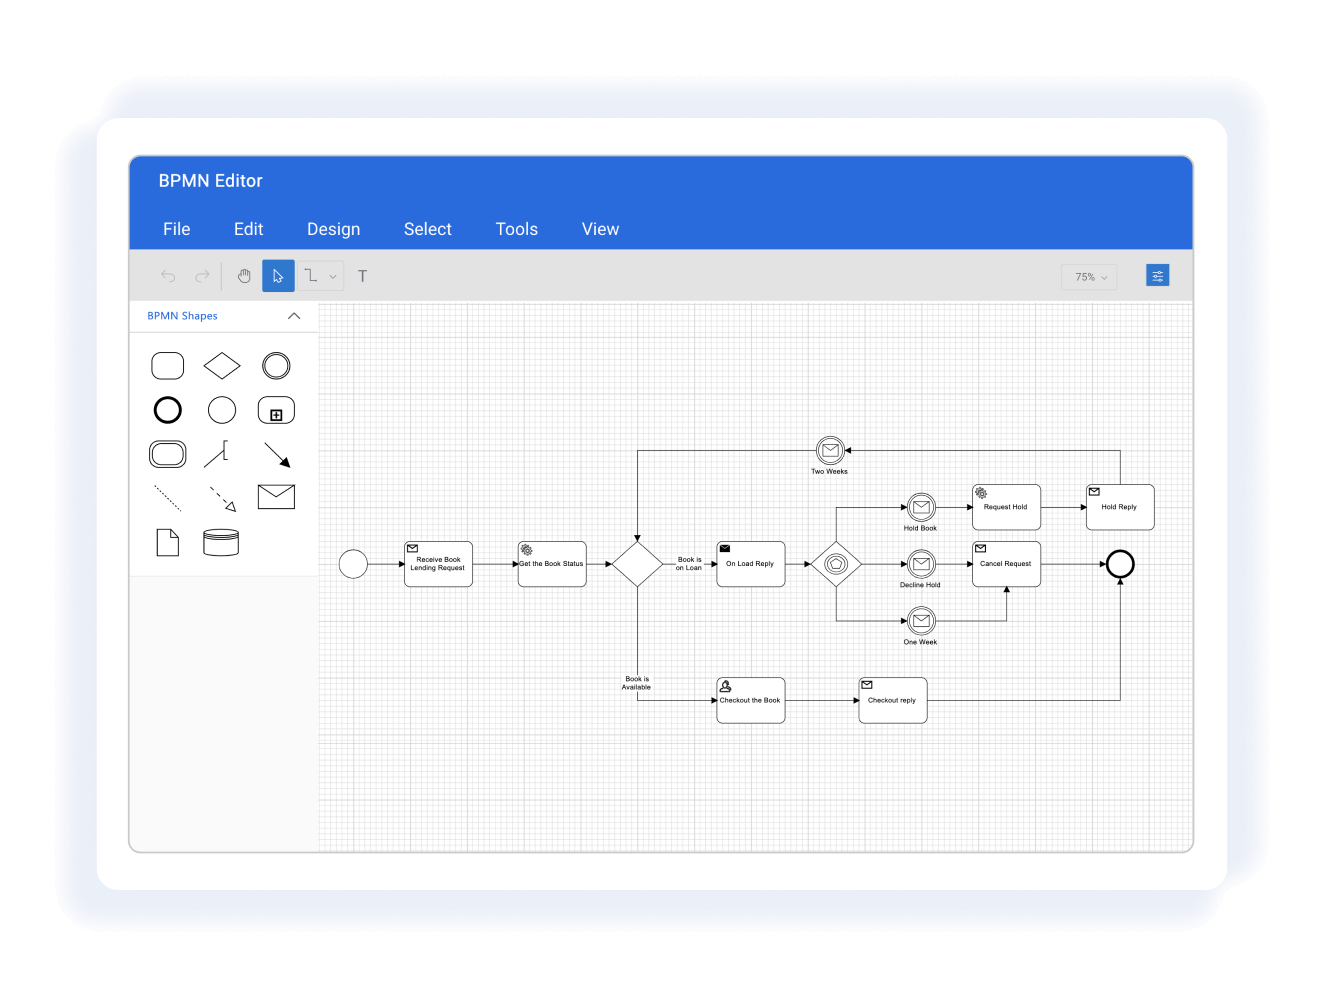 BPMN Editor
File Edit Design Select Tools View
T 75%
BPMN Shapes
Two Weeks
Request Hold
Hold Reply
Hold Book
Receive Book
Lending Request
Get the Book Status
Book is
on Loan
On Load Reply
Cancel Request
Decline Hold
One Week
Book is
Available
Checkout the Book
Checkout reply